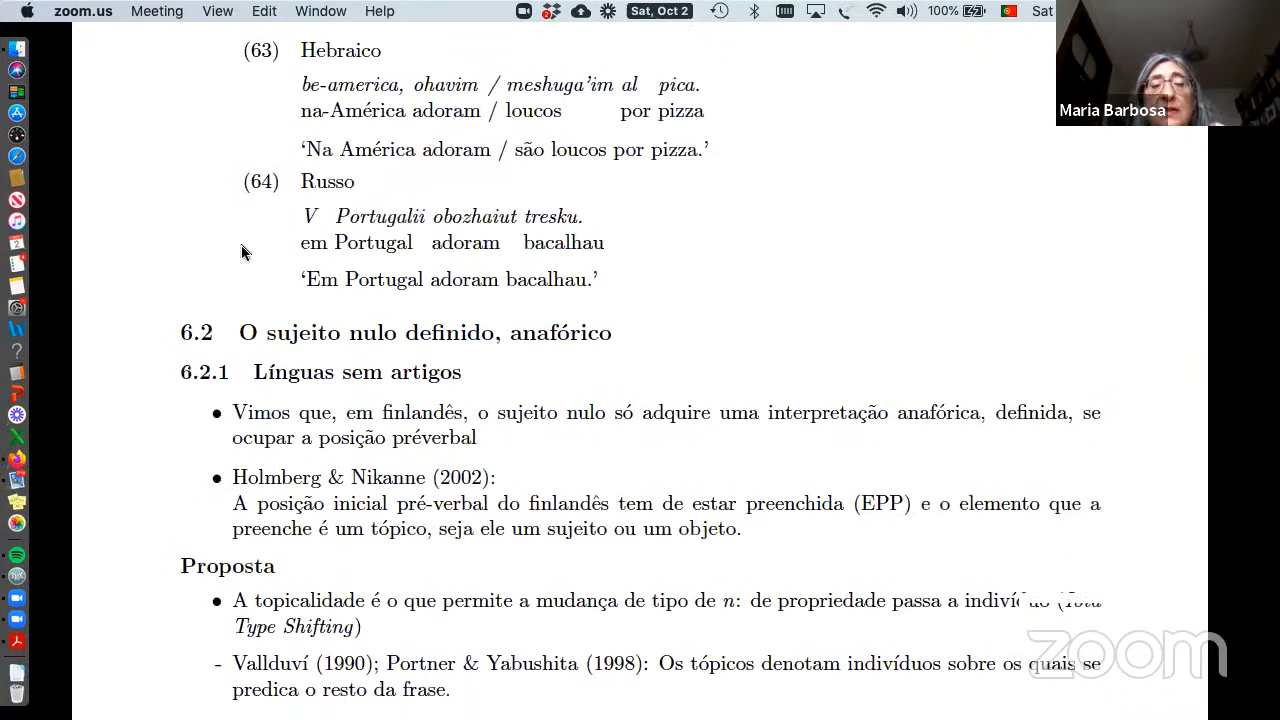 zoom.us Meeting View Edit Window Help Sat, Oct 2 100% Sat
Maria Barbosa
(63) Hebraico
be-america, ohavim / meshuga'im al pica.
na-América adoram / loucos por pizza
‘Na América adoram / são loucos por pizza.’
(64) Russo
V Portugalii obozhaiut tresku.
em Portugal adoram bacalhau
‘Em Portugal adoram bacalhau.’
6.2 O sujeito nulo definido, anafórico
6.2.1 Línguas sem artigos
• Vimos que, em finlandês, o sujeito nulo só adquire uma interpretação anafórica, definida, se
ocupar a posição préverbal
• Holmberg & Nikanne (2002):
A posição inicial pré-verbal do finlandês tem de estar preenchida (EPP) e o elemento que a
preenche é um tópico, seja ele um sujeito ou um objeto.
Proposta
• A topicalidade é o que permite a mudança de tipo de n: de propriedade passa a indivíduo (Iota
Type Shifting)
- Vallduví (1990); Portner & Yabushita (1998): Os tópicos denotam indivíduos sobre os quais se
predica o resto da frase.
zoom